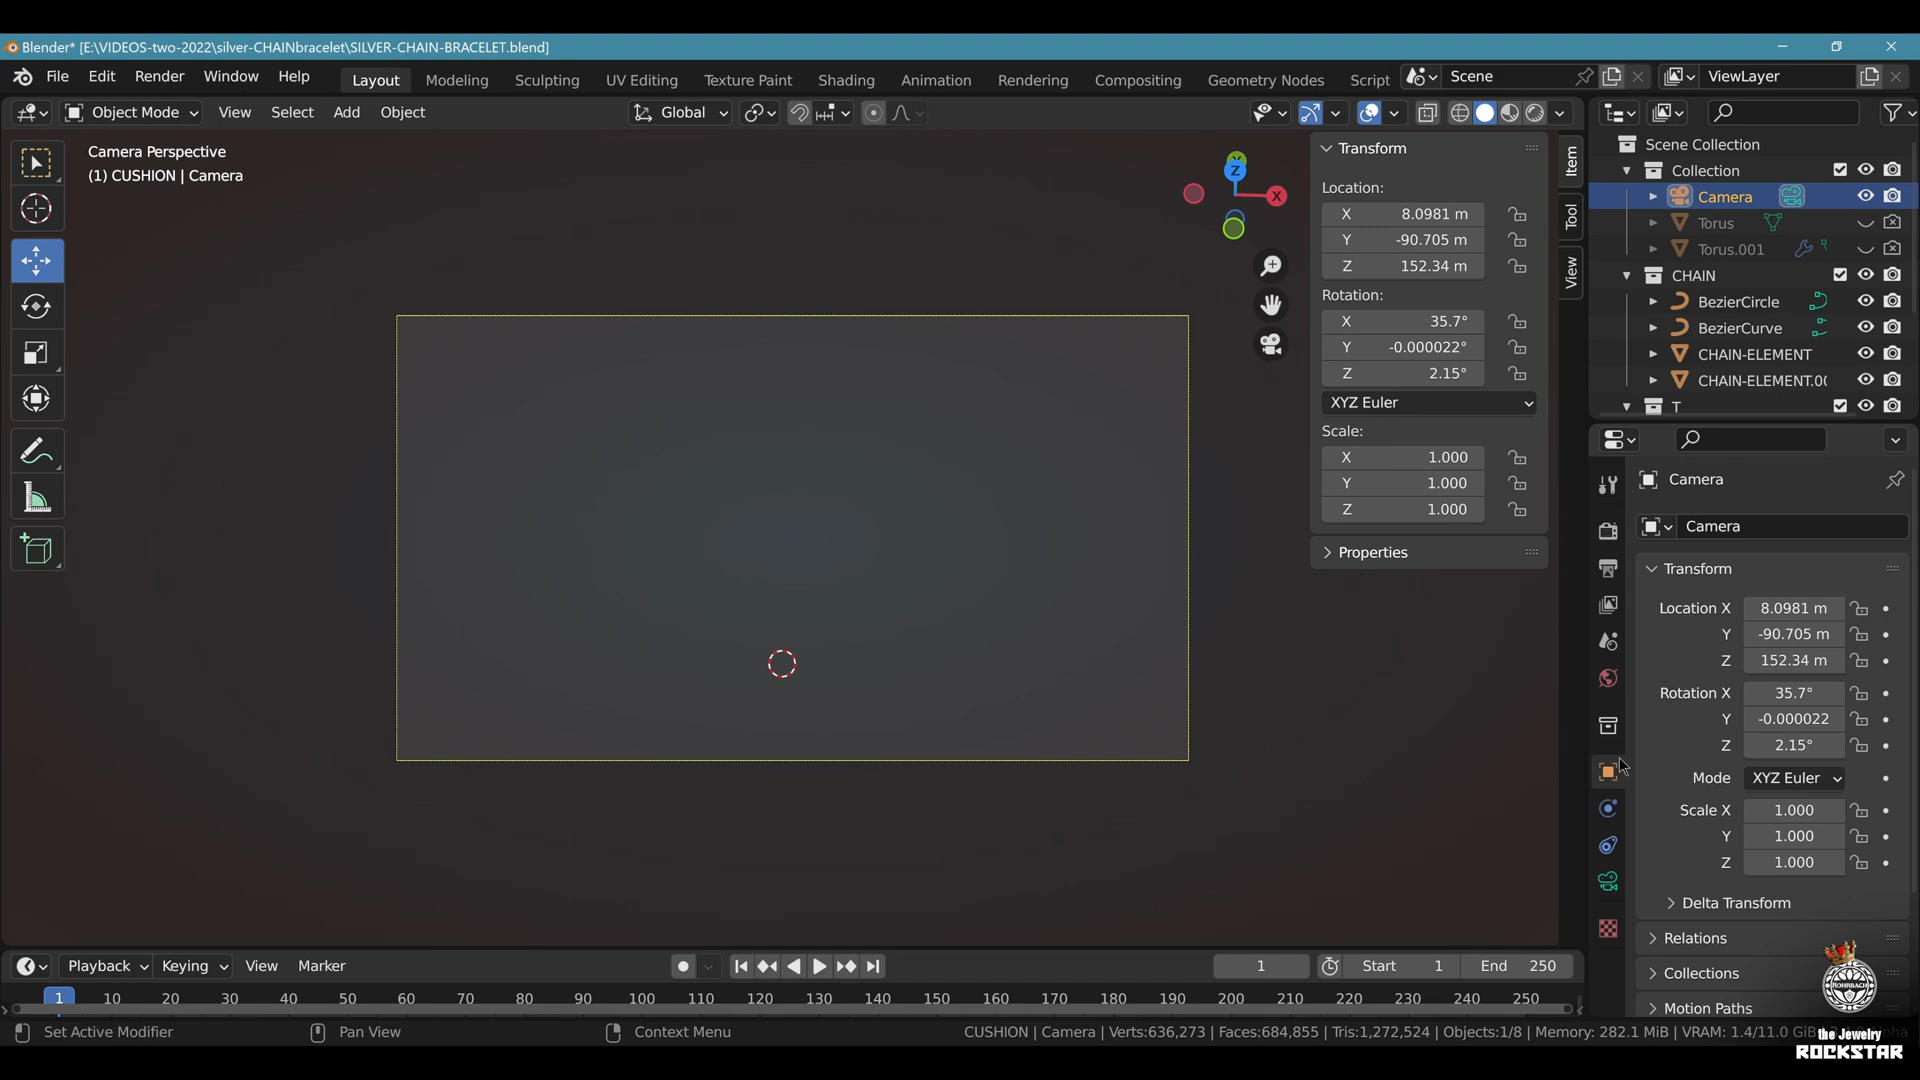 Blender* [E:\VIDEOS-two-2022\silver-CHAINbracelet\SILVER-CHAIN-BRACELET.blend]
File Edit Render Window Help Layout Modeling Sculpting UV Editing Texture Paint Shading Animation Rendering Compositing Geometry Nodes Script Scene ViewLayer
Object Mode View Select Add Object Global
Camera Perspective
(1) CUSHION | Camera
Z
X
Transform
Location:
X 8.0981 m
Y -90.705 m
Z 152.34 m
Rotation:
X 35.7°
Y -0.000022°
Z 2.15°
XYZ Euler
Scale:
X 1.000
Y 1.000
Z 1.000
Properties
Item
Tool
View
Scene Collection
Collection
Camera
Torus
Torus.001
CHAIN
BezierCircle
BezierCurve
CHAIN-ELEMENT
CHAIN-ELEMENT.00
T
Camera
Camera
Transform
Location X 8.0981 m
Y -90.705 m
Z 152.34 m
Rotation X 35.7°
Y -0.000022
Z 2.15°
Mode XYZ Euler
Scale X 1.000
Y 1.000
Z 1.000
Delta Transform
Relations
Collections
Motion Paths
Playback Keying View Marker 1 Start 1 End 250
1 10 20 30 40 50 60 70 80 90 100 110 120 130 140 150 160 170 180 190 200 210 220 230 240 250
Set Active Modifier Pan View Context Menu CUSHION | Camera | Verts:636,273 | Faces:684,855 | Tris:1,272,524 | Objects:1/8 | Memory: 282.1 MiB | VRAM: 1.4/11.0 GiB
ROHRBACH
the Jewelry
ROCKSTAR